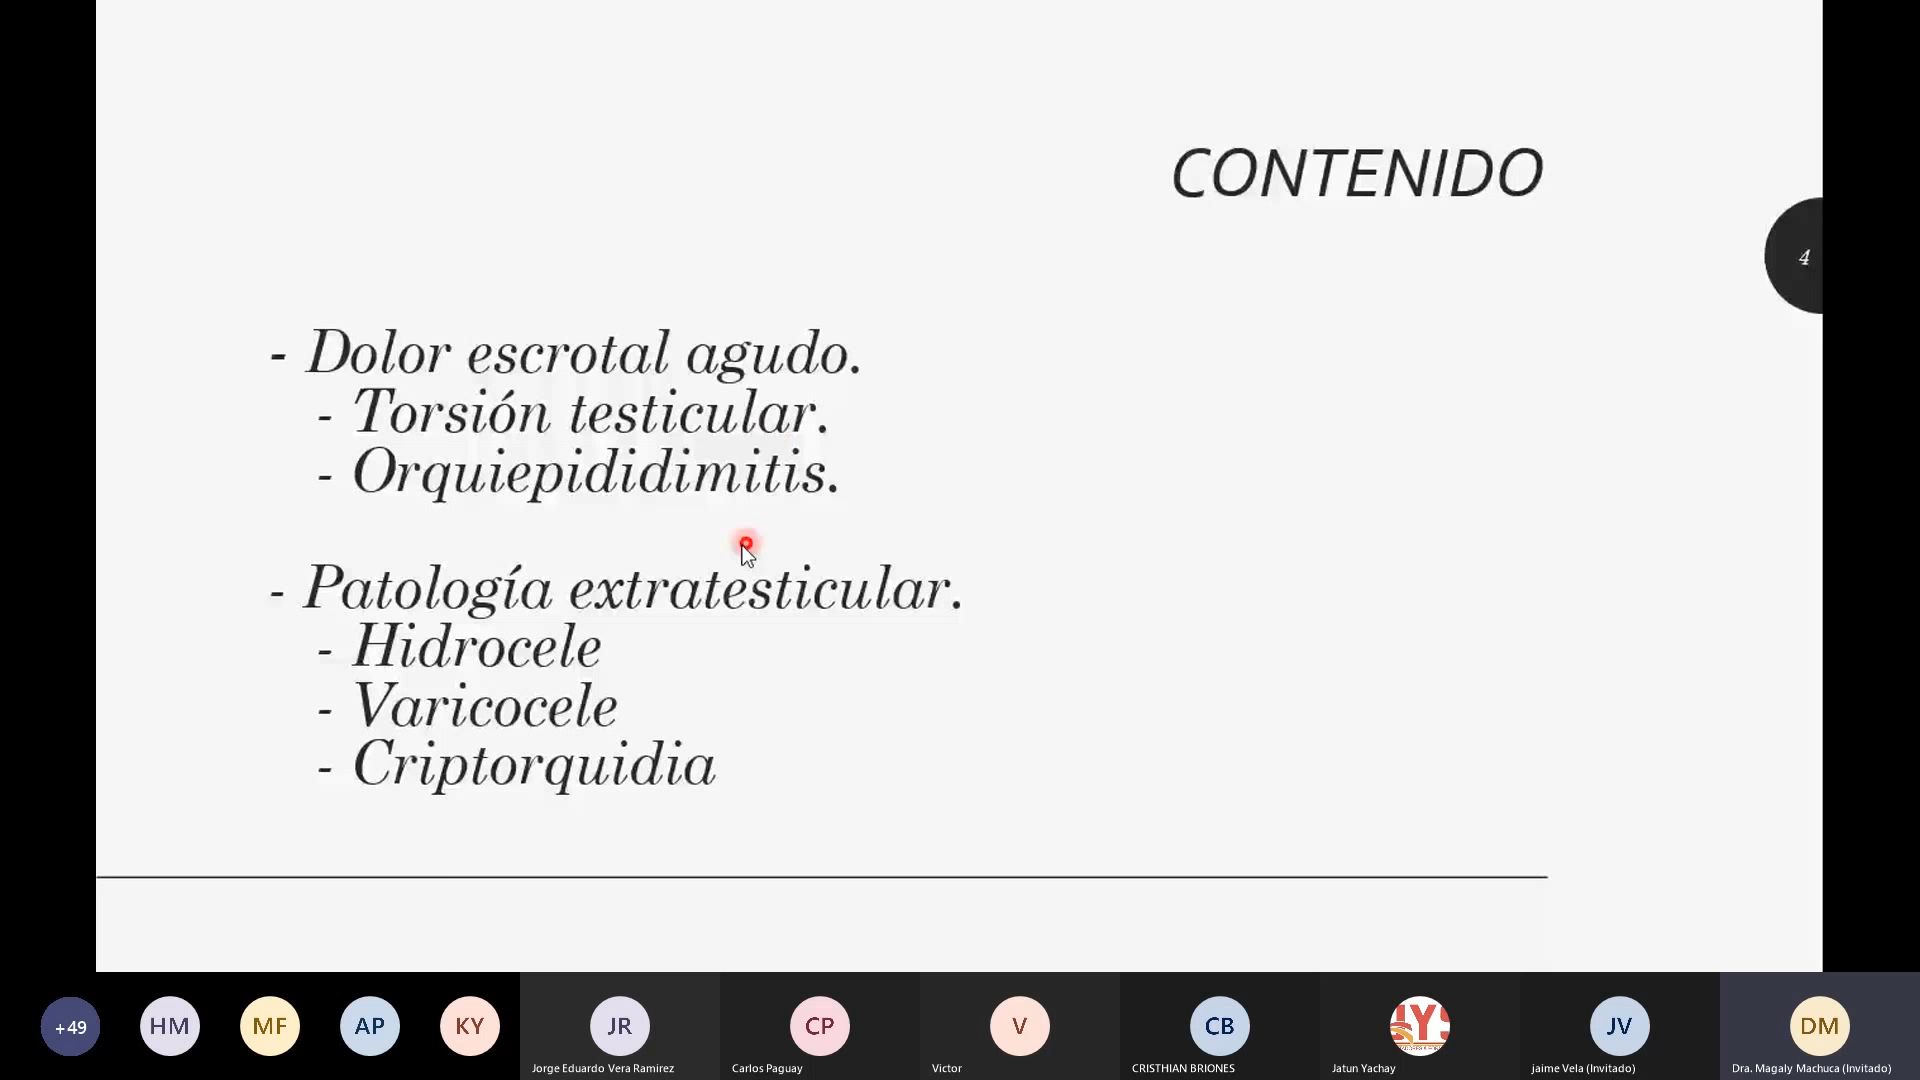 CONTENIDO
4
- Dolor escrotal agudo.
- Torsión testicular.
- Orquiepididimitis.
- Patología extratesticular.
- Hidrocele
- Varicocele
- Criptorquidia
+49
HM
MF
AP
KY
JR
CP
V
CB
JV
DM
Jorge Eduardo Vera Ramirez
Carlos Paguay
Victor
CRISTHIAN BRIONES
Jatun Yachay
jaime Vela (Invitado)
Dra. Magaly Machuca (Invitado)